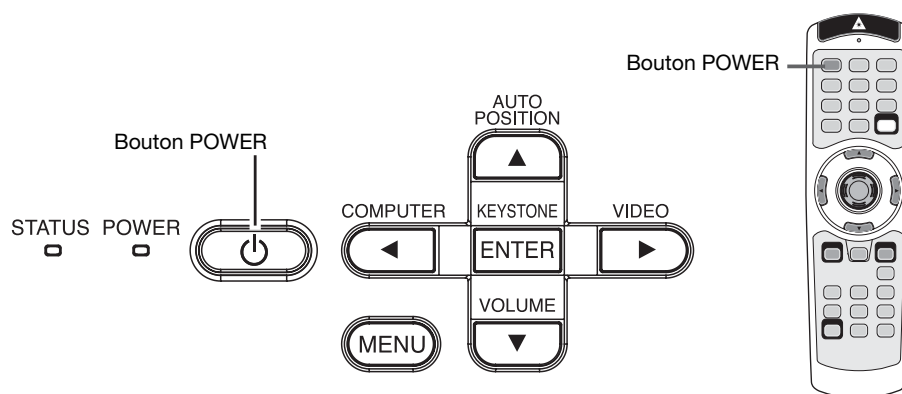 Bouton POWER
AUTO
POSITION
Bouton POWER
STATUS POWER
COMPUTER KEYSTONE VIDEO
ENTER
VOLUME
MENU